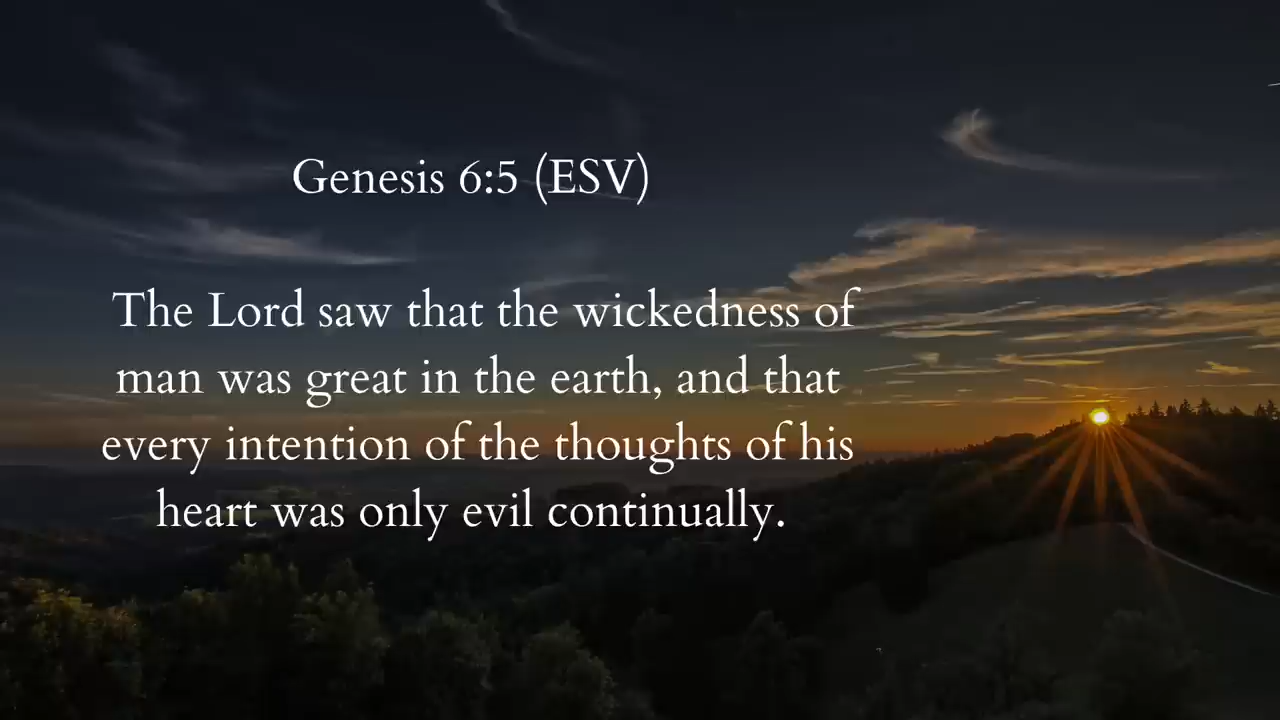 Genesis 6:5 (ESV)
The Lord saw that the wickedness of
man was great in the earth, and that
every intention of the thoughts of his
heart was only evil continually.